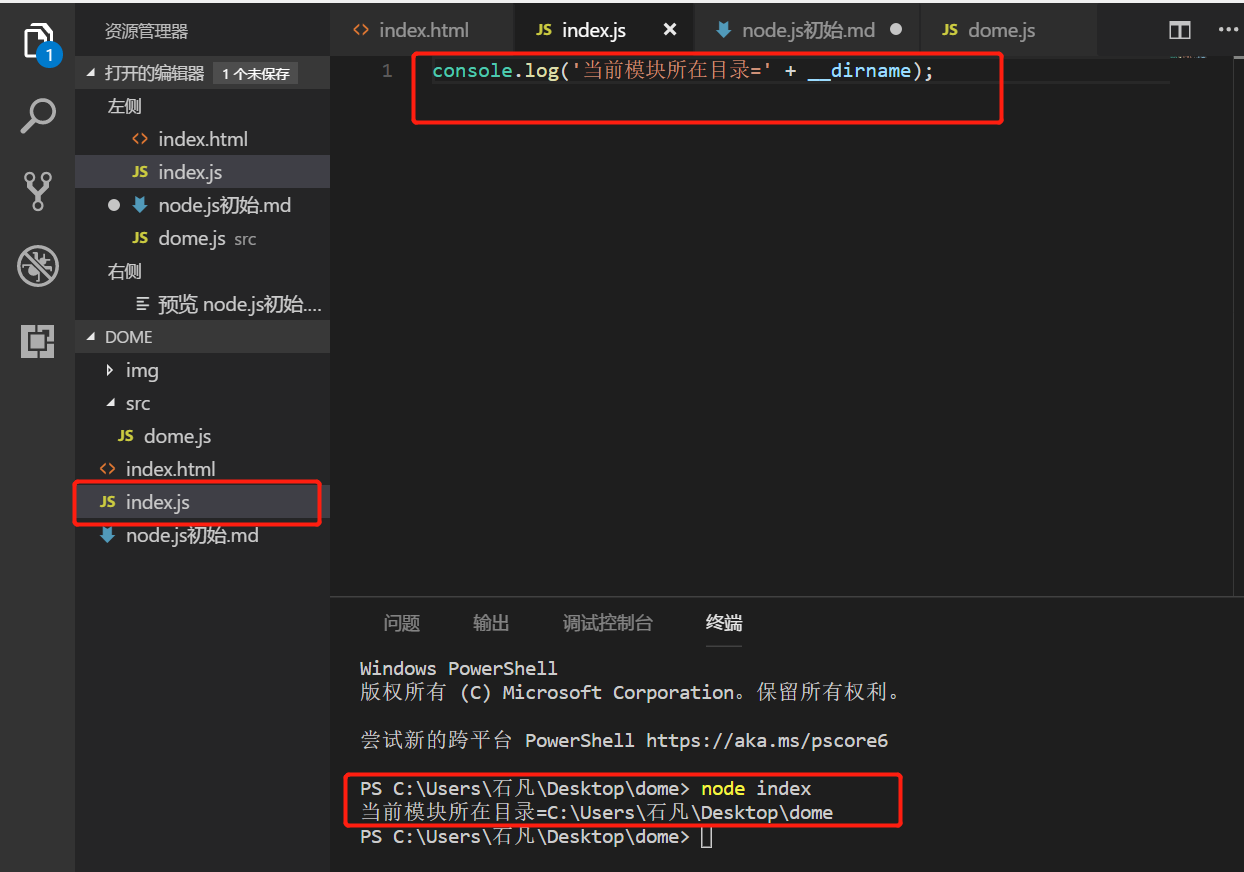 1
资源管理器
打开的编辑器 1 个未保存
左侧
index.html
JS index.js
node.js初始.md
JS dome.js src
右侧
预览 node.js初始....
DOME
img
src
JS dome.js
index.html
JS index.js
node.js初始.md
index.html JS index.js node.js初始.md JS dome.js
1 console.log('当前模块所在目录=' + __dirname);
问题 输出 调试控制台 终端
Windows PowerShell
版权所有 (C) Microsoft Corporation。保留所有权利。
尝试新的跨平台 PowerShell https://aka.ms/pscore6
PS C:\Users\石凡\Desktop\dome> node index
当前模块所在目录=C:\Users\石凡\Desktop\dome
PS C:\Users\石凡\Desktop\dome>